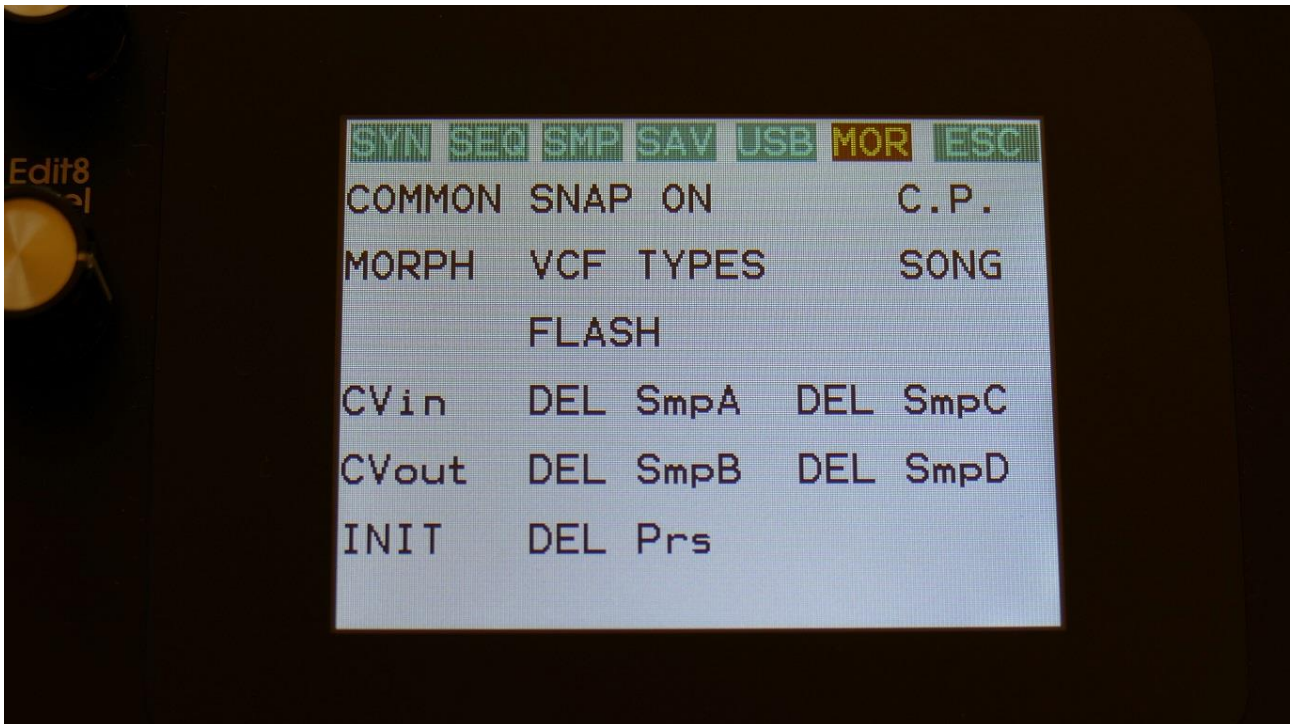 SYN SEQ SMP SAV USB MOR ESC
Edit8
COMMON SNAP ON C.P.
MORPH VCF TYPES SONG
FLASH
CVin DEL SmpA DEL SmpC
CVout DEL SmpB DEL SmpD
INIT DEL Prs